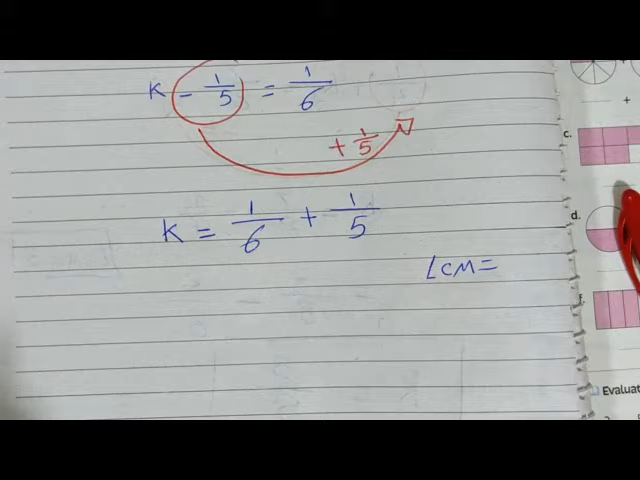 K - 1/5 = 1/6
+ 1/5
K = 1/6 + 1/5
LCM =
+
c.
d.
f.
Evaluat